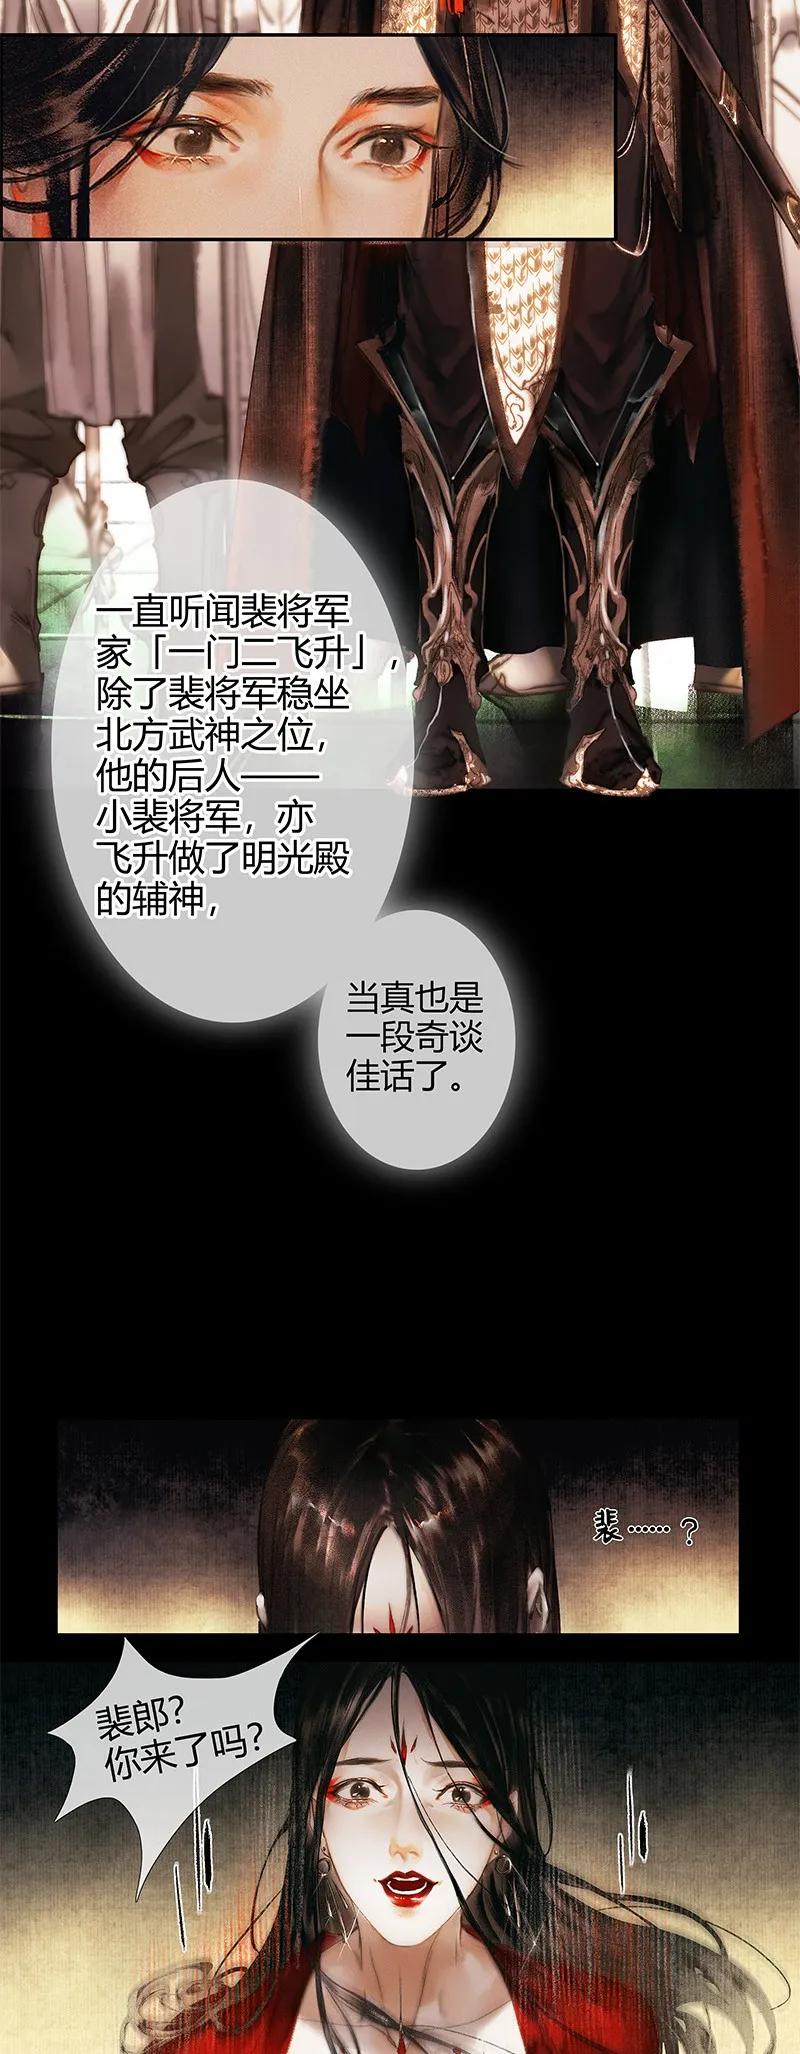 一直听闻裴将军
家「一门二飞升」,
除了裴将军稳坐
北方武神之位,
他的后人——
小裴将军,亦
飞升做了明光殿
的辅神,
当真也是
一段奇谈
佳话了。
裴……?
裴郎?
你来了吗?